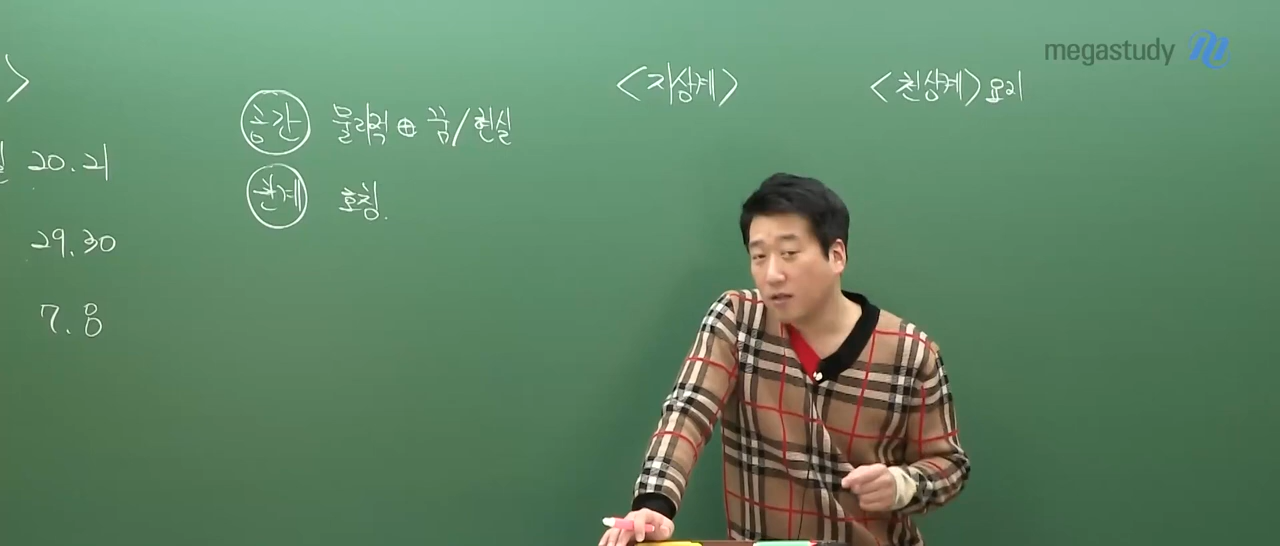 megastudy
〉
20.21
29.30
7.8
공간 물리적 ⊕ 꿈/현실
관계 호칭.
〈지상계〉 〈천상계〉 요리